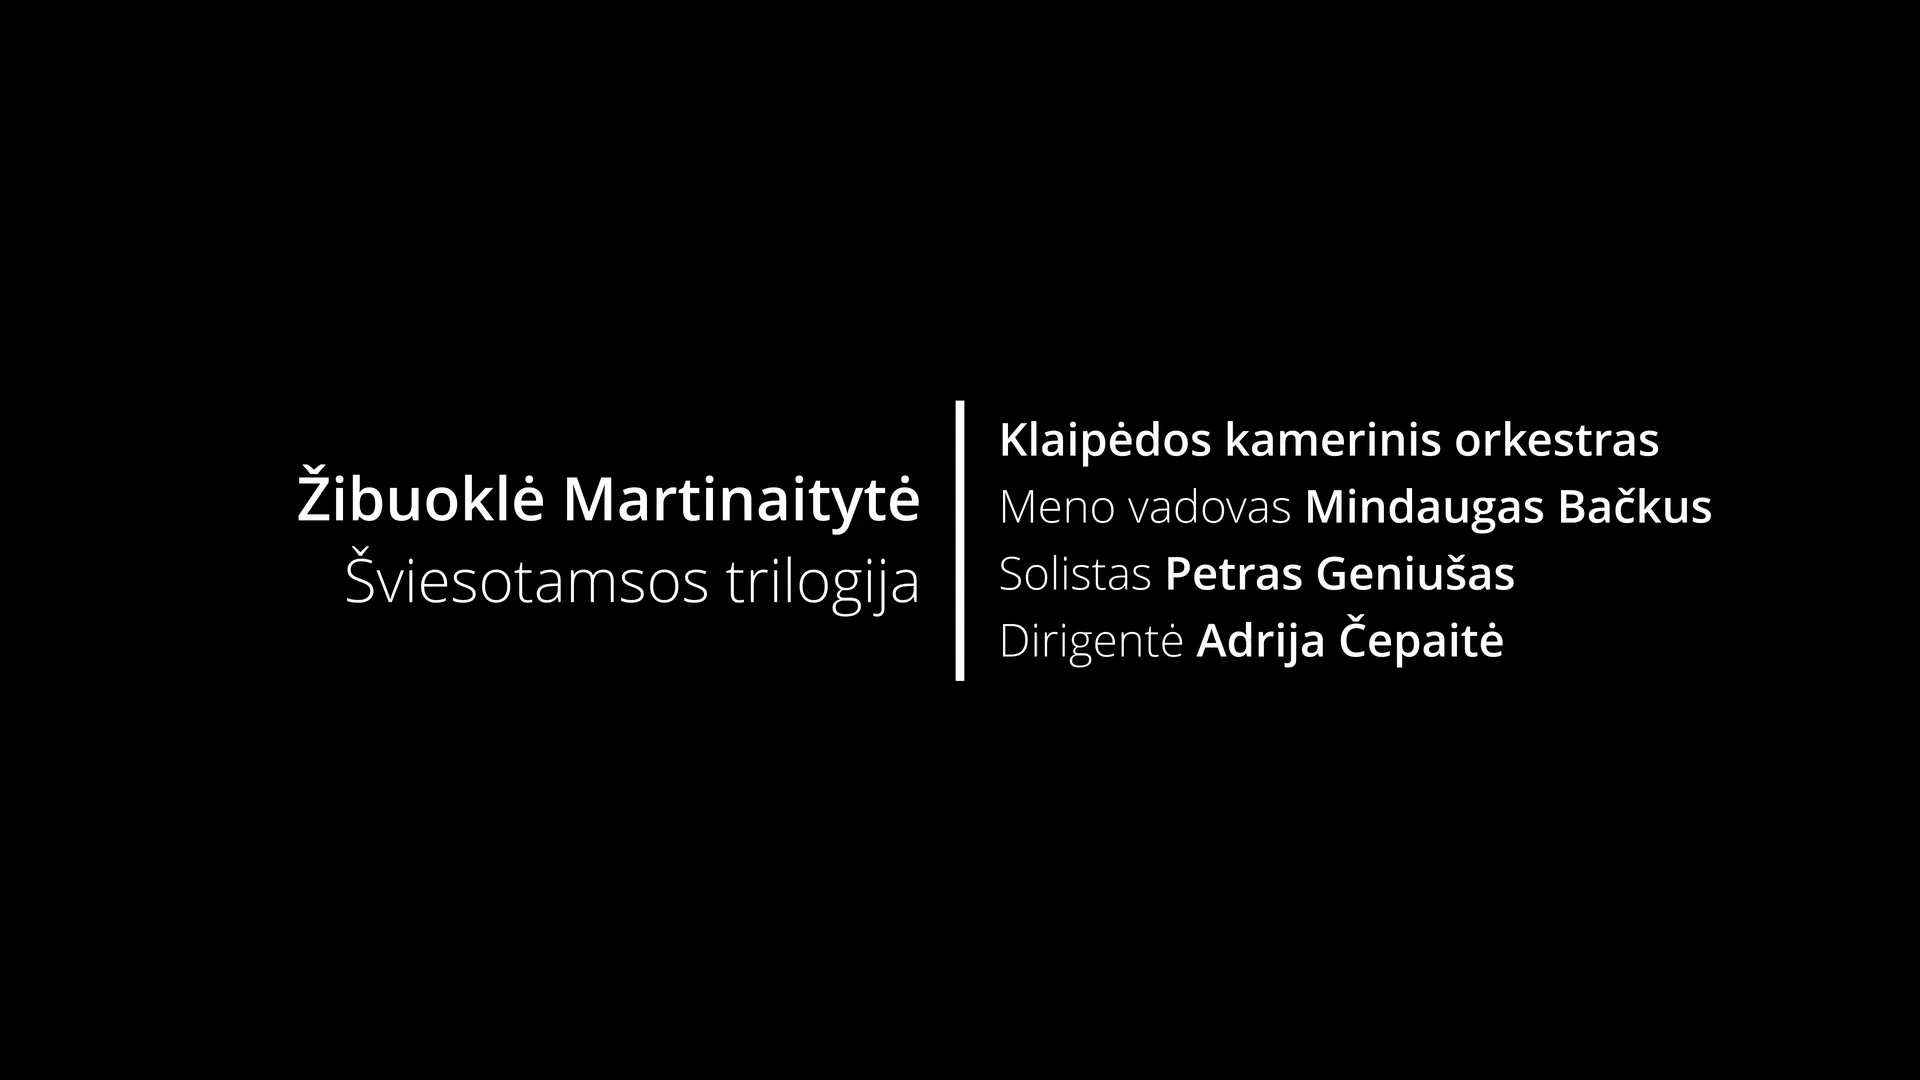 Žibuoklė Martinaitytė
Šviesotamsos trilogija
Klaipėdos kamerinis orkestras
Meno vadovas Mindaugas Bačkus
Solistas Petras Geniušas
Dirigentė Adrija Čepaitė